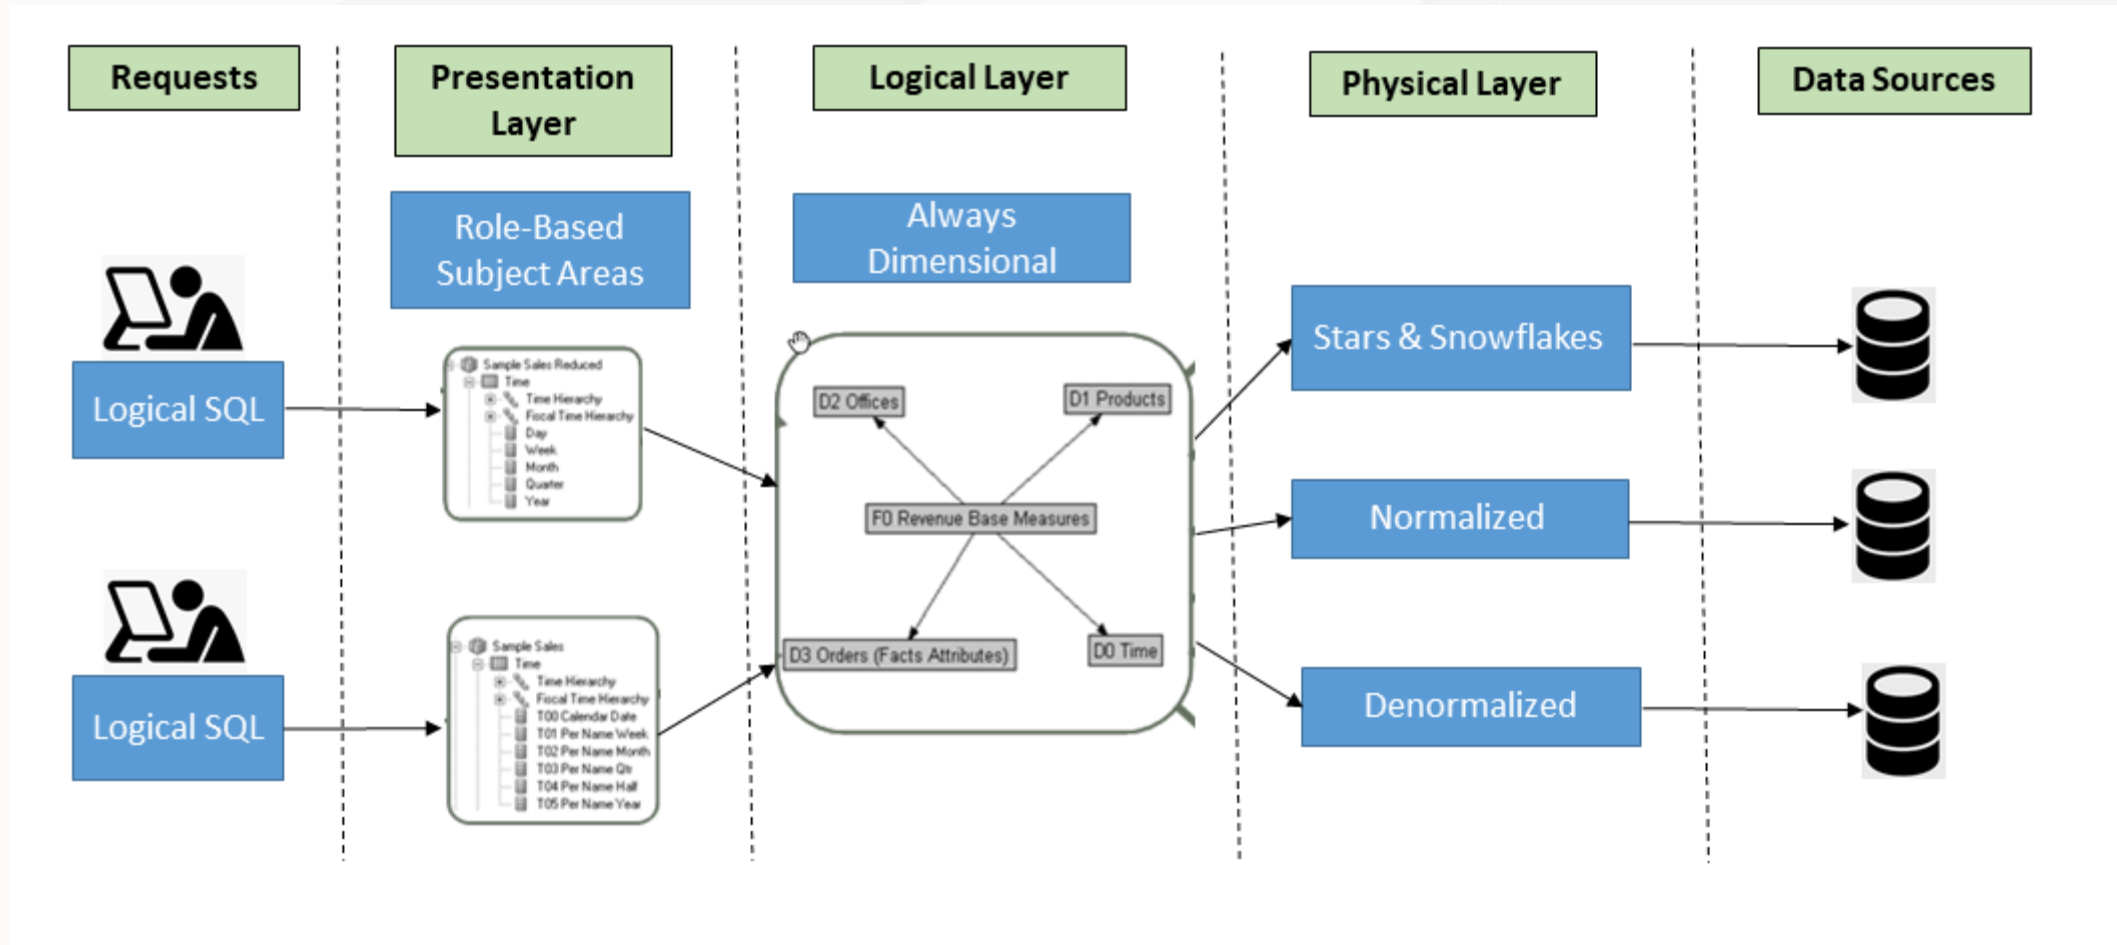 Requests
Presentation
Layer
Logical Layer
Physical Layer
Data Sources
Role-Based
Subject Areas
Always
Dimensional
Logical SQL
Sample Sales Reduced
Time
Time Hierarchy
Fiscal Time Hierarchy
Day
Week
Month
Quarter
Year
Logical SQL
Sample Sales
Time
Time Hierarchy
Fiscal Time Hierarchy
T00 Calendar Date
T01 Per Name Week
T02 Per Name Month
T03 Per Name Qtr
T04 Per Name Half
T05 Per Name Year
D2 Offices
D1 Products
F0 Revenue Base Measures
D3 Orders (Facts Attributes)
D0 Time
Stars & Snowflakes
Normalized
Denormalized